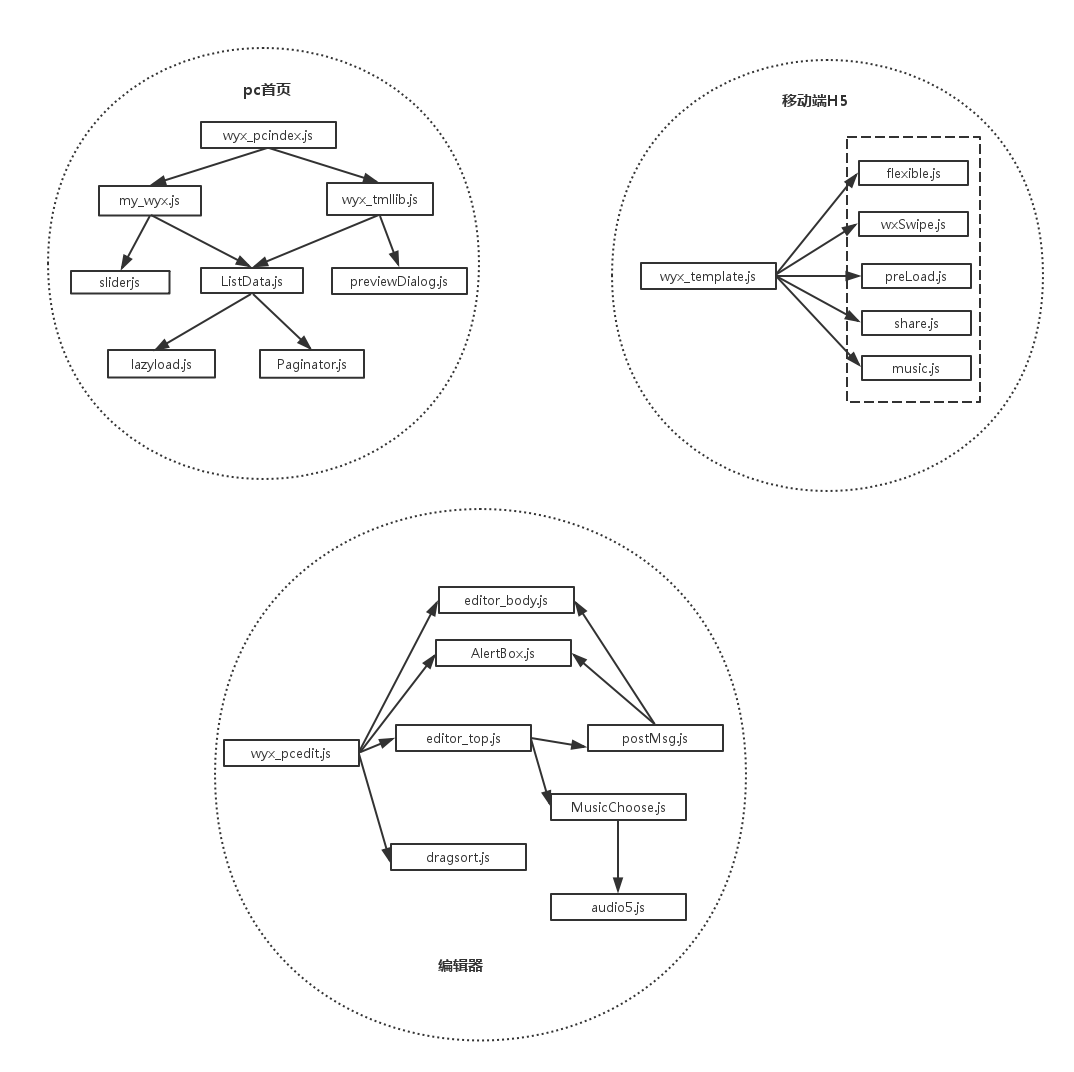 pc首页
wyx_pcindex.js
my_wyx.js
wyx_tmllib.js
sliderjs
ListData.js
previewDialog.js
lazyload.js
Paginator.js
移动端H5
flexible.js
wxSwipe.js
wyx_template.js
preLoad.js
share.js
music.js
editor_body.js
AlertBox.js
editor_top.js
postMsg.js
wyx_pcedit.js
MusicChoose.js
dragsort.js
audio5.js
编辑器